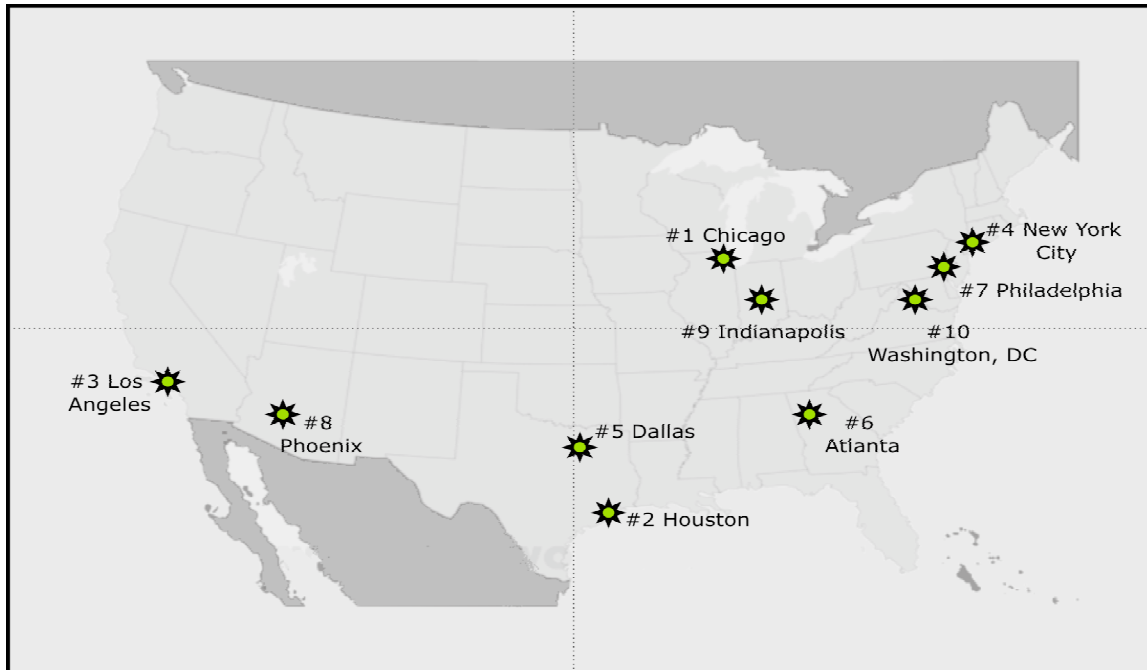 #1 Chicago
#4 New York
City
#7 Philadelphia
#9 Indianapolis
#10
Washington, DC
#3 Los
Angeles
#8
Phoenix
#5 Dallas
#6
Atlanta
#2 Houston